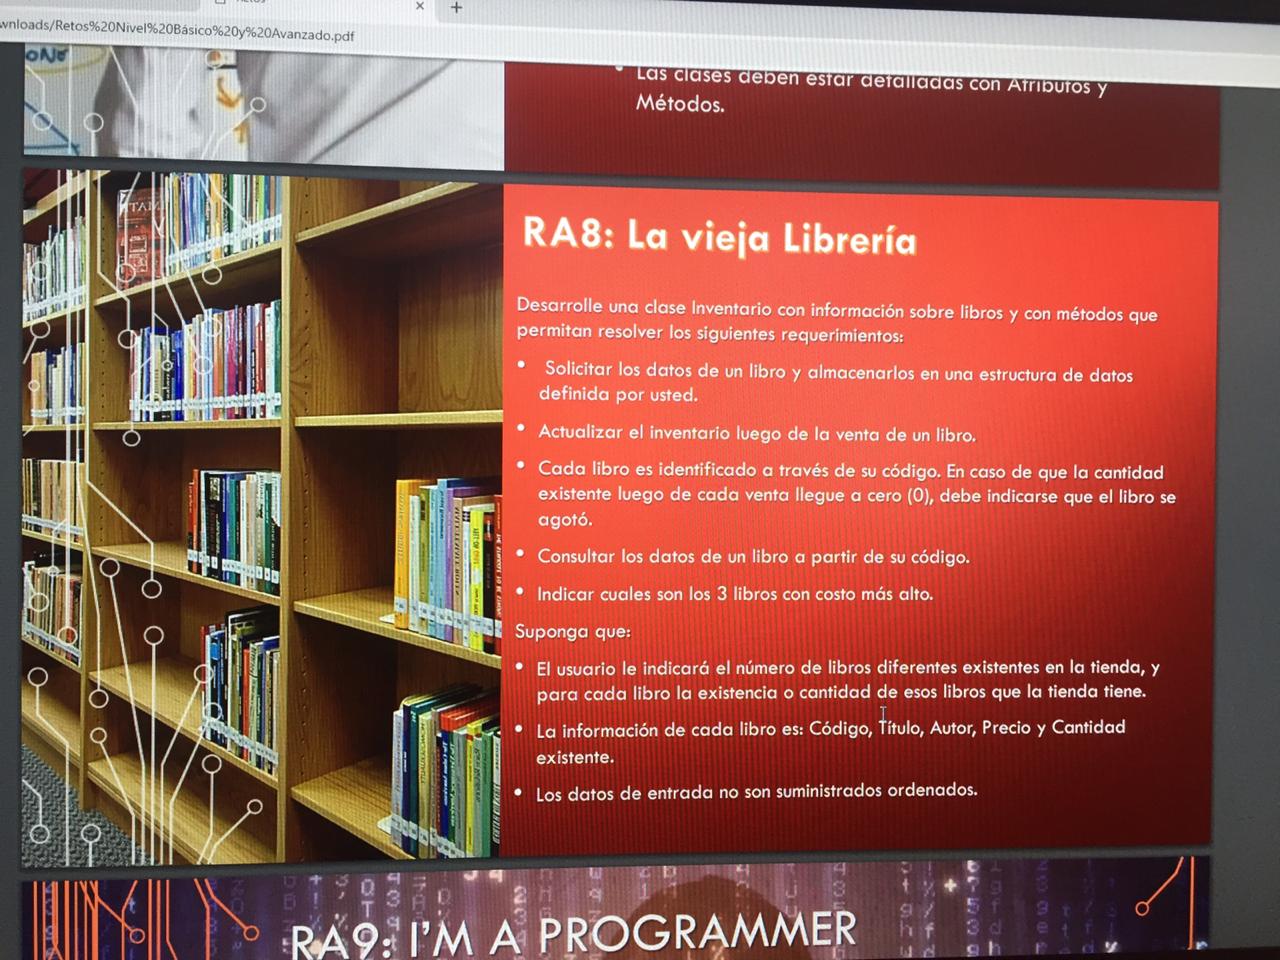 wnloads/Retos%20Nivel%20Básico%20y%20Avanzado.pdf
• Las clases deben estar detalladas con Atributos y
Métodos.
RA8: La vieja Librería
Desarrolle una clase Inventario con información sobre libros y con métodos que
permitan resolver los siguientes requerimientos:
• Solicitar los datos de un libro y almacenarlos en una estructura de datos
definida por usted.
• Actualizar el inventario luego de la venta de un libro.
• Cada libro es identificado a través de su código. En caso de que la cantidad
existente luego de cada venta llegue a cero (0), debe indicarse que el libro se
agotó.
• Consultar los datos de un libro a partir de su código.
• Indicar cuales son los 3 libros con costo más alto.
Suponga que:
• El usuario le indicará el número de libros diferentes existentes en la tienda, y
para cada libro la existencia o cantidad de esos libros que la tienda tiene.
• La información de cada libro es: Código, Título, Autor, Precio y Cantidad
existente.
• Los datos de entrada no son suministrados ordenados.
RA9: I'M A PROGRAMMER